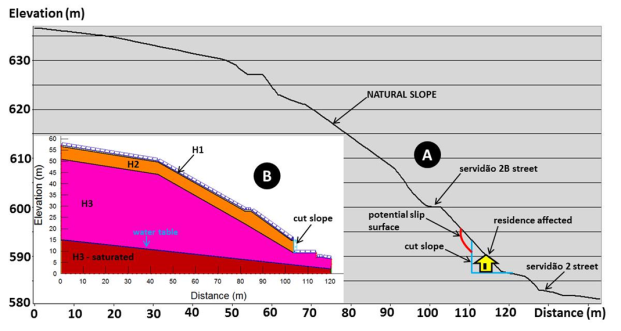 Elevation (m)
630
620
610
600
590
580
0 10 20 30 40 50 60 70 80 90 100 110 120 Distance (m)
NATURAL SLOPE
A
servidão 2B street
potential slip
surface
residence affected
cut slope
servidão 2 street
B
Elevation (m)
60
55
50
45
40
35
30
25
20
15
10
5
0
0 10 20 30 40 50 60 70 80 90 100 110 120
Distance (m)
H1
H2
H3
cut slope
water table
H3 - saturated